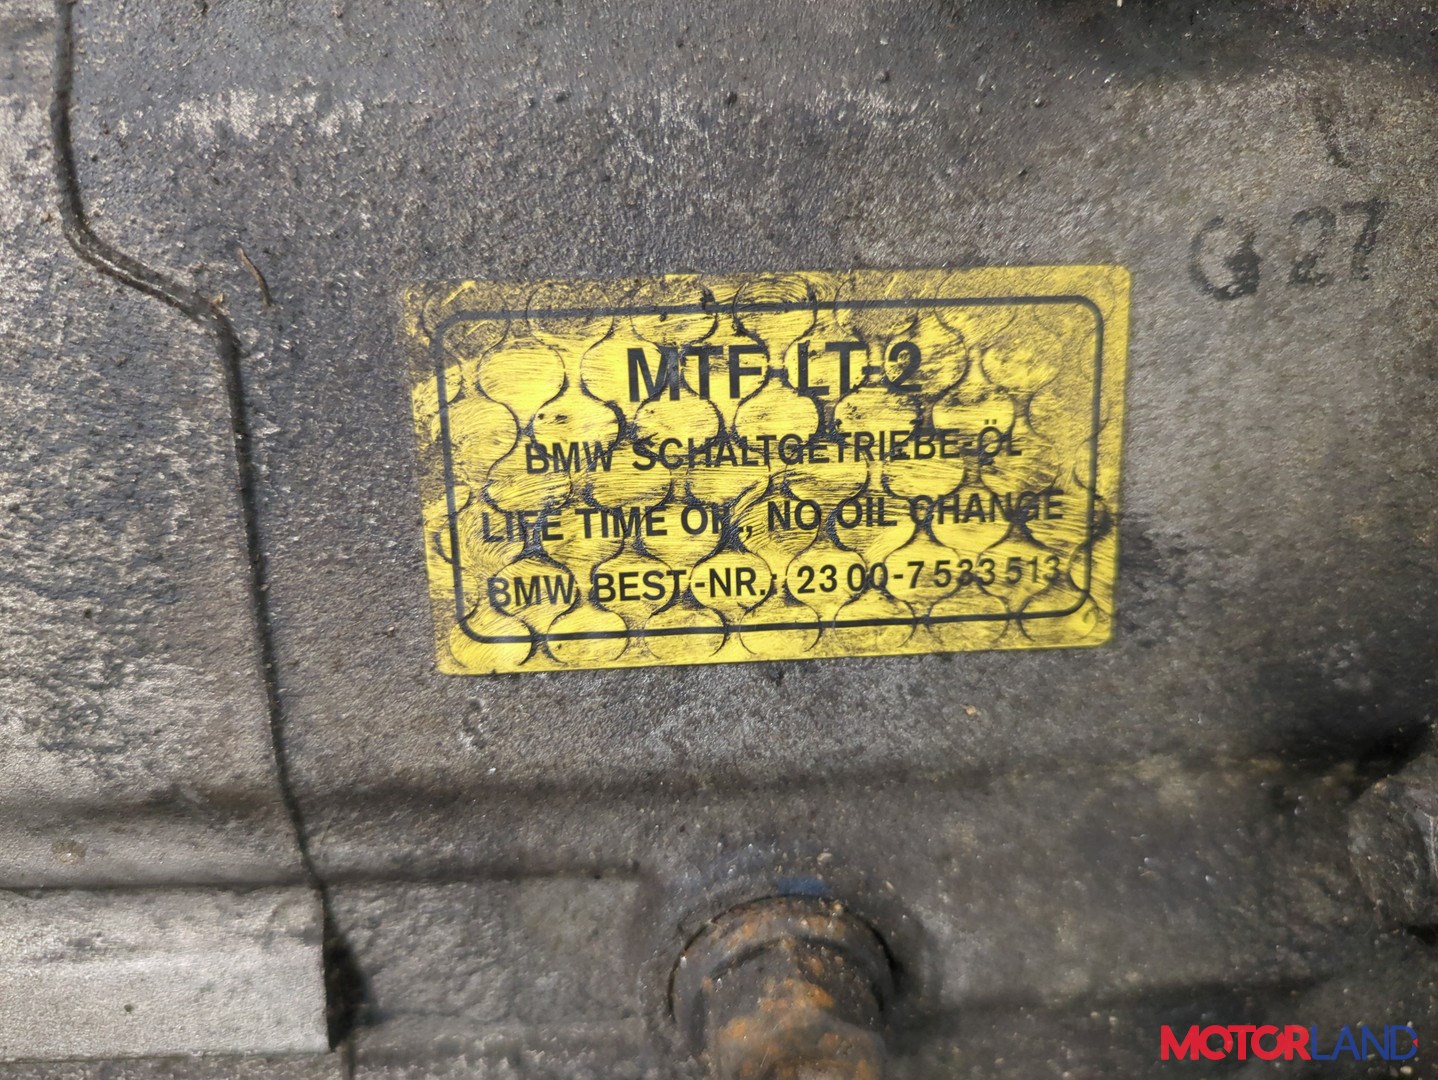 G 27
MTF-LT-2
BMW SCHALTGETRIEBE-ÖL
LIFE TIME OIL, NO OIL CHANGE
BMW BEST-NR.: 23 00-7 533 513
MOTORLAND